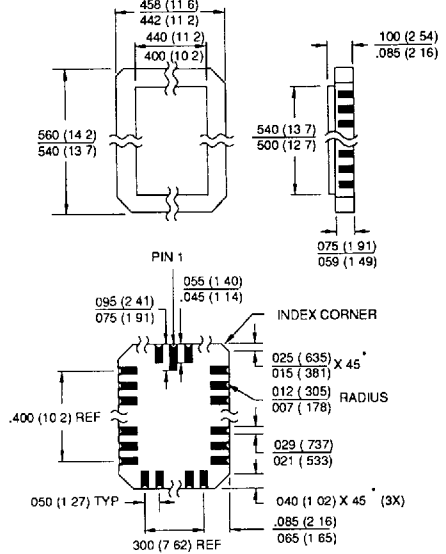 458 (11 6)
442 (11 2)
440 (11 2)
400 (10 2)
100 (2 54)
.085 (2 16)
560 (14 2)
540 (13 7)
540 (13 7)
500 (12 7)
075 (1 91)
059 (1 49)
PIN 1
055 (1 40)
.045 (1 14)
095 (2 41)
075 (1 91)
INDEX CORNER
025 (635)
015 (381)
X 45°
012 (305)
007 (178)
RADIUS
.400 (10 2) REF
029 (737)
021 (533)
050 (1 27) TYP
040 (1 02) X 45° (3X)
300 (7 62) REF
.085 (2 16)
065 (1 65)